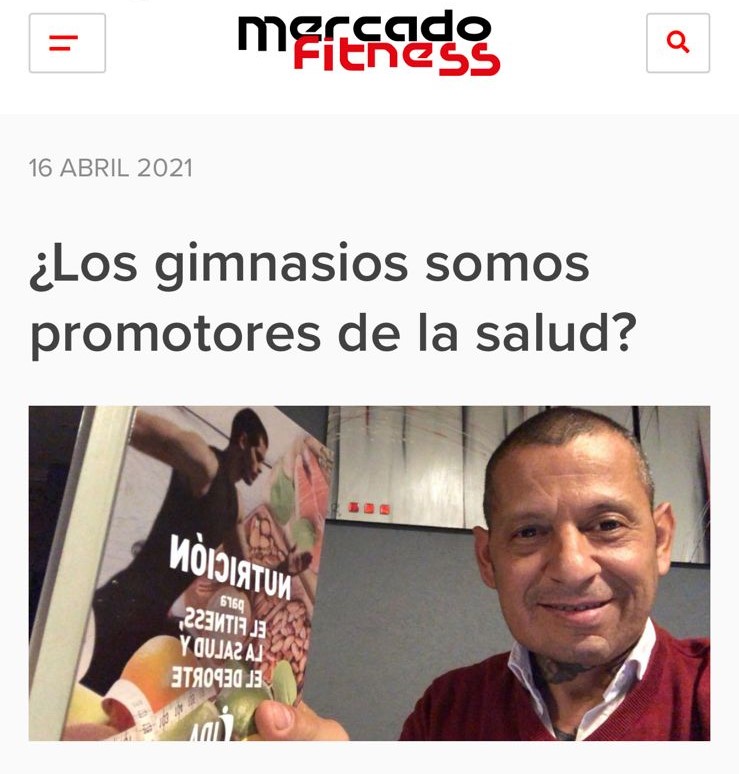 mercado
fitness
16 ABRIL 2021
¿Los gimnasios somos
promotores de la salud?
NUTRICIÓN
para
EL FITNESS,
LA SALUD Y
EL DEPORTE